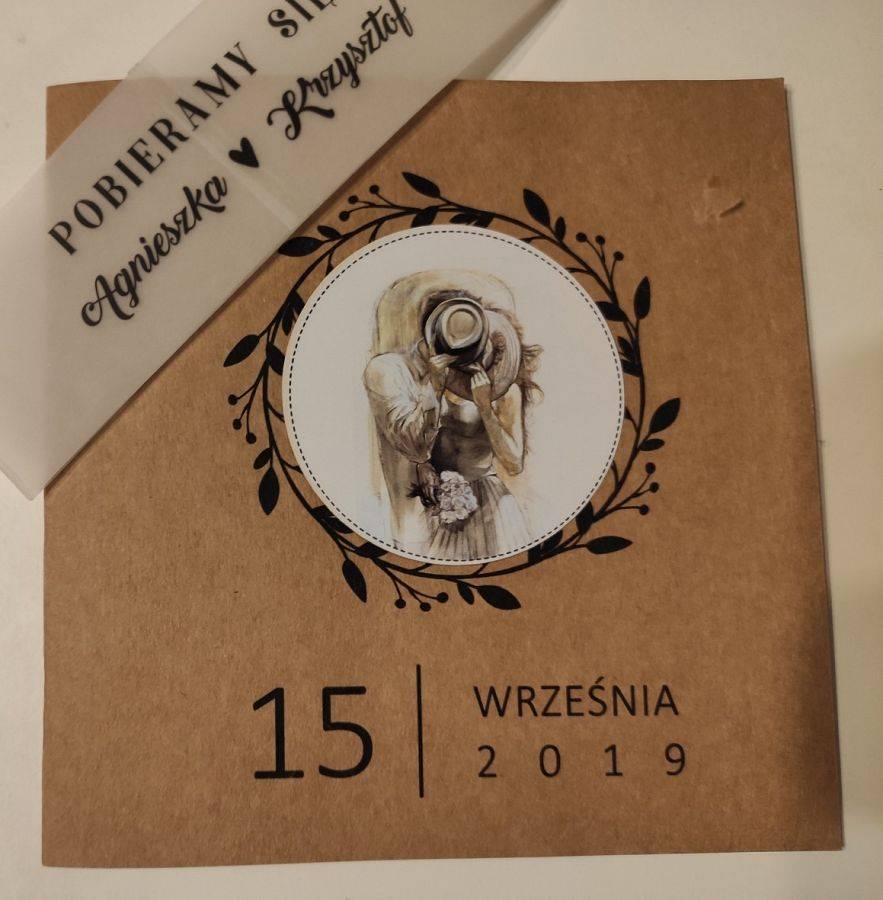 POBIERAMY SIĘ
Agnieszka ♥ Krzysztof
15
WRZEŚNIA
2019